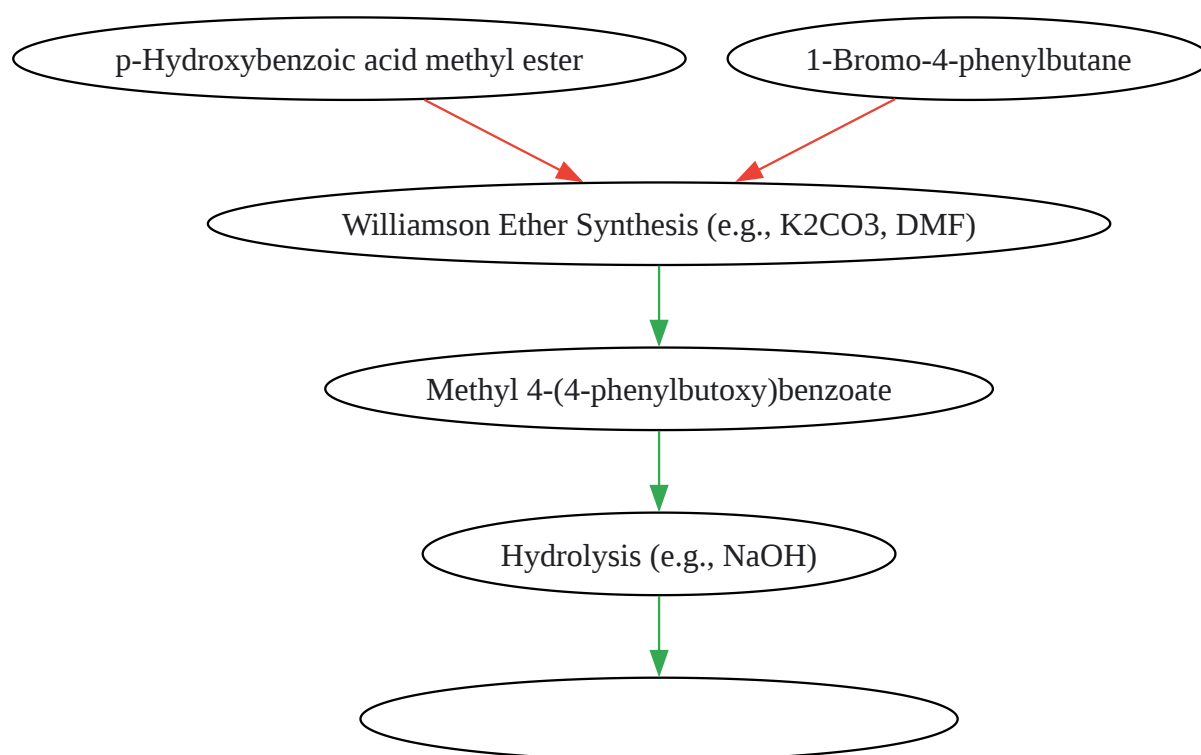 p-Hydroxybenzoic acid methyl ester
1-Bromo-4-phenylbutane
Williamson Ether Synthesis (e.g., K2CO3, DMF)
Methyl 4-(4-phenylbutoxy)benzoate
Hydrolysis (e.g., NaOH)